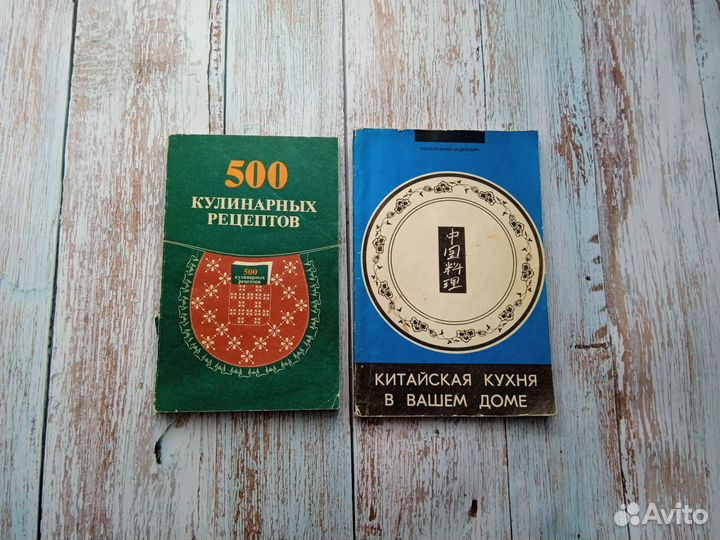 500
КУЛИНАРНЫХ
РЕЦЕПТОВ
500
кулинарных
рецептов
中国料理
КИТАЙСКАЯ КУХНЯ
В ВАШЕМ ДОМЕ
Avito